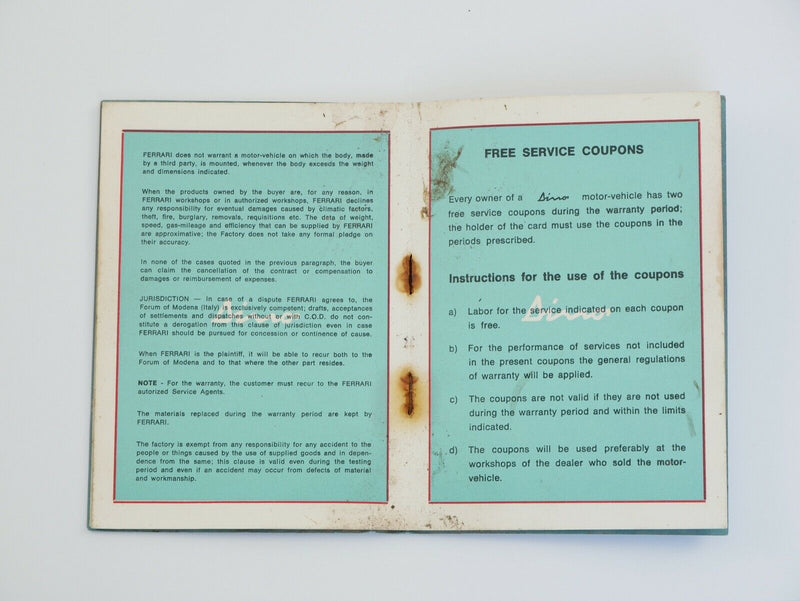 FERRARI does not warrant a motor-vehicle on which the body, made
by a third party, is mounted, whenever the body exceeds the weight
and dimensions indicated.
When the products owned by the buyer are, for any reason, in
FERRARI workshops or in authorized workshops, FERRARI declines
any responsibility for eventual damages caused by climatic factors,
theft, fire, burglary, removals, requisitions etc. The deta of weight,
speed, gas-mileage and efficiency that can be supplied by FERRARI
are approximative; the Factory does not take any formal pledge on
their accuracy.
In none of the cases quoted in the previous paragraph, the buyer
can claim the cancellation of the contract or compensation to
damages or reimbursement of expenses.
JURISDICTION — In case of a dispute FERRARI agrees to, the
Forum of Modena (Italy) is exclusively competent; drafts, acceptances
of settlements and dispatches without or with C.O.D. do not con-
stitute a derogation from this clause of jurisdiction even in case
FERRARI should be pursued for concession or continence of cause.
Dino
When FERRARI is the plaintiff, it will be able to recur both to the
Forum of Modena and to that where the other part resides.
NOTE - For the warranty, the customer must recur to the FERRARI
autorized Service Agents.
The materials replaced during the warranty period are kept by
FERRARI.
The factory is exempt from any responsibility for any accident to the
people or things caused by the use of supplied goods and in depen-
dence from the same; this clause is valid even during the testing
period and even if an accident may occur from defects of material
and workmanship.
FREE SERVICE COUPONS
Every owner of a Dino motor-vehicle has two
free service coupons during the warranty period;
the holder of the card must use the coupons in the
periods prescribed.
Instructions for the use of the coupons
a) Labor for the service indicated on each coupon
is free.
Dino
b) For the performance of services not included
in the present coupons the general regulations
of warranty will be applied.
c) The coupons are not valid if they are not used
during the warranty period and within the limits
indicated.
d) The coupons will be used preferably at the
workshops of the dealer who sold the motor-
vehicle.